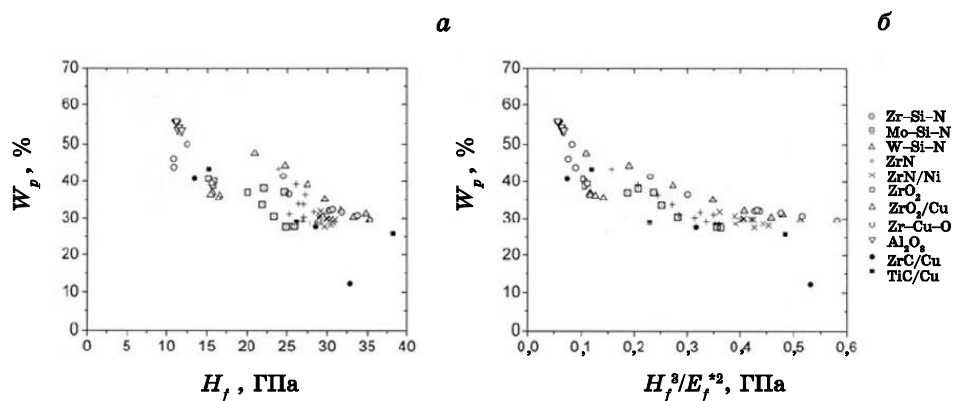 а
б
70
60
50
40
30
20
10
0
W_p, %
0 5 10 15 20 25 30 35 40
H_f, ГПа
70
60
50
40
30
20
10
0
W_p, %
0,1 0,2 0,3 0,4 0,5 0,6
H_f^3/E_f^*2, ГПа
Zr–Si–N
Mo–Si–N
W–Si–N
ZrN
ZrN/Ni
ZrO₂
ZrO₂/Cu
Zr–Cu–O
Al₂O₃
ZrC/Cu
TiC/Cu